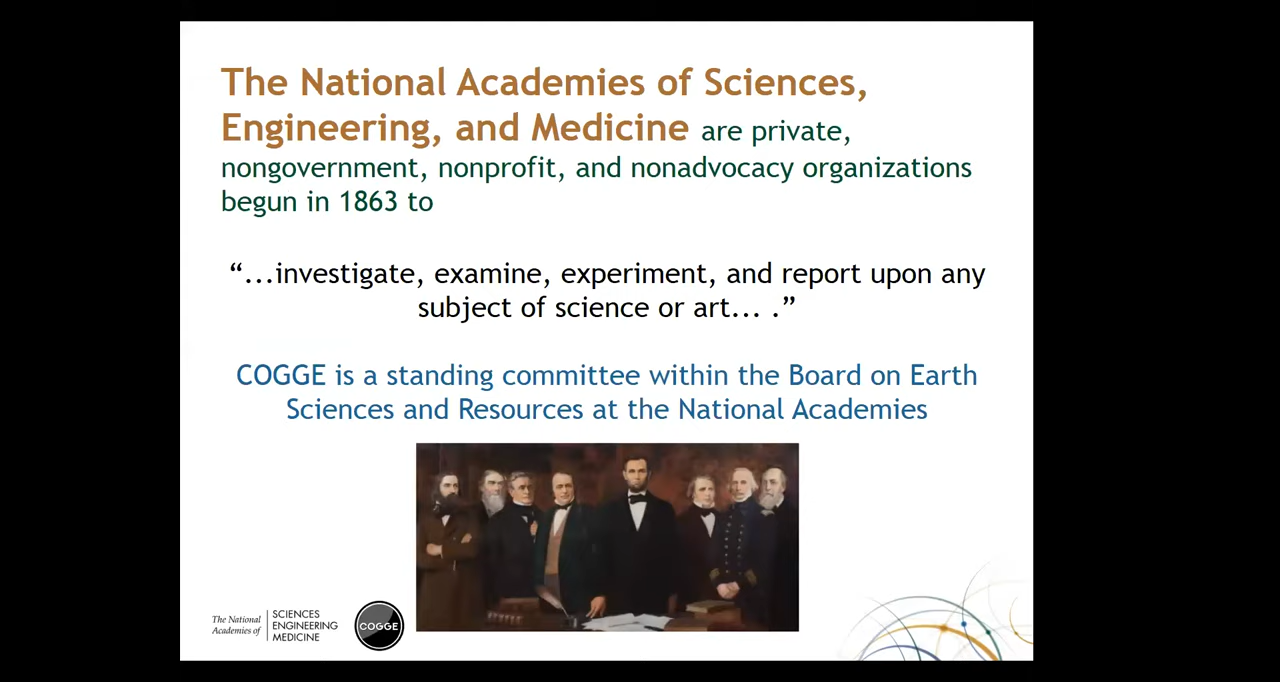 The National Academies of Sciences,
Engineering, and Medicine are private,
nongovernment, nonprofit, and nonadvocacy organizations
begun in 1863 to
“...investigate, examine, experiment, and report upon any
subject of science or art... .”
COGGE is a standing committee within the Board on Earth
Sciences and Resources at the National Academies
The National
Academies of
SCIENCES
ENGINEERING
MEDICINE
COGGE